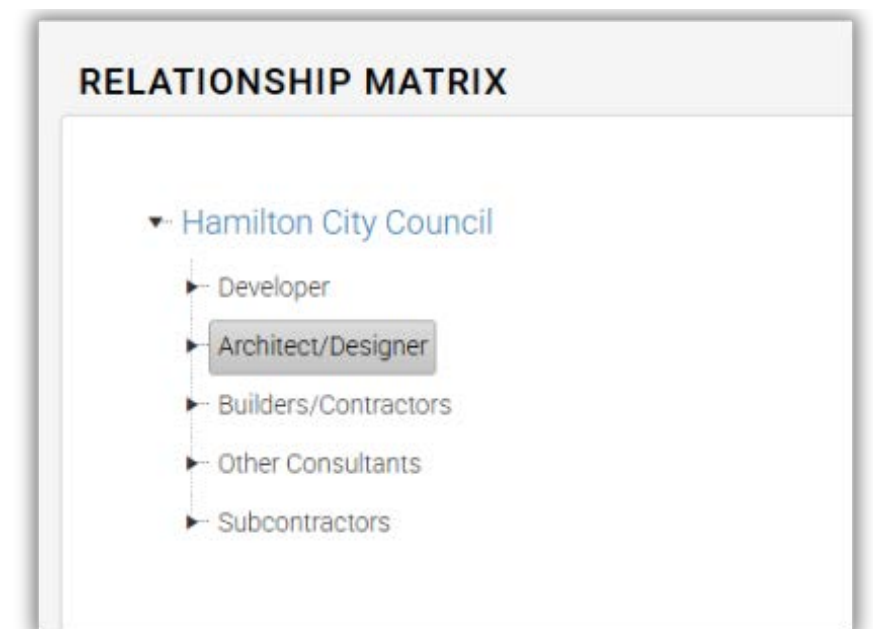 RELATIONSHIP MATRIX
Hamilton City Council
Developer
Architect/Designer
Builders/Contractors
Other Consultants
Subcontractors